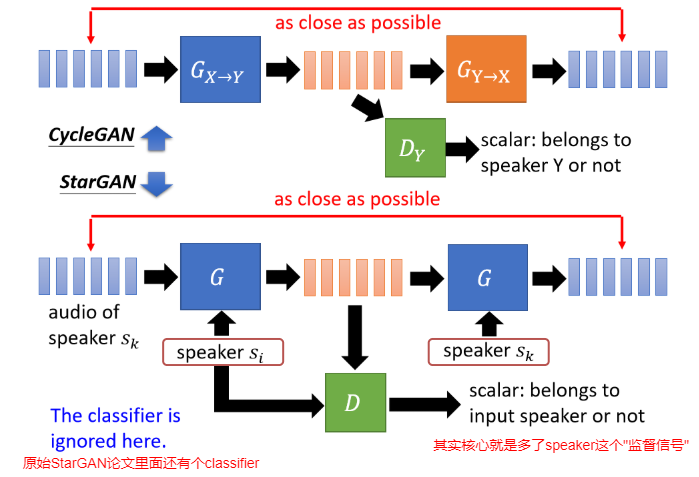 as close as possible
G_{X→Y}
G_{Y→X}
CycleGAN
D_Y
scalar: belongs to
speaker Y or not
StarGAN
as close as possible
G
G
audio of
speaker s_k
speaker s_i
speaker s_k
D
scalar: belongs to
input speaker or not
The classifier is
ignored here.
原始StarGAN论文里面还有个classifier
其实核心就是多了speaker这个"监督信号"